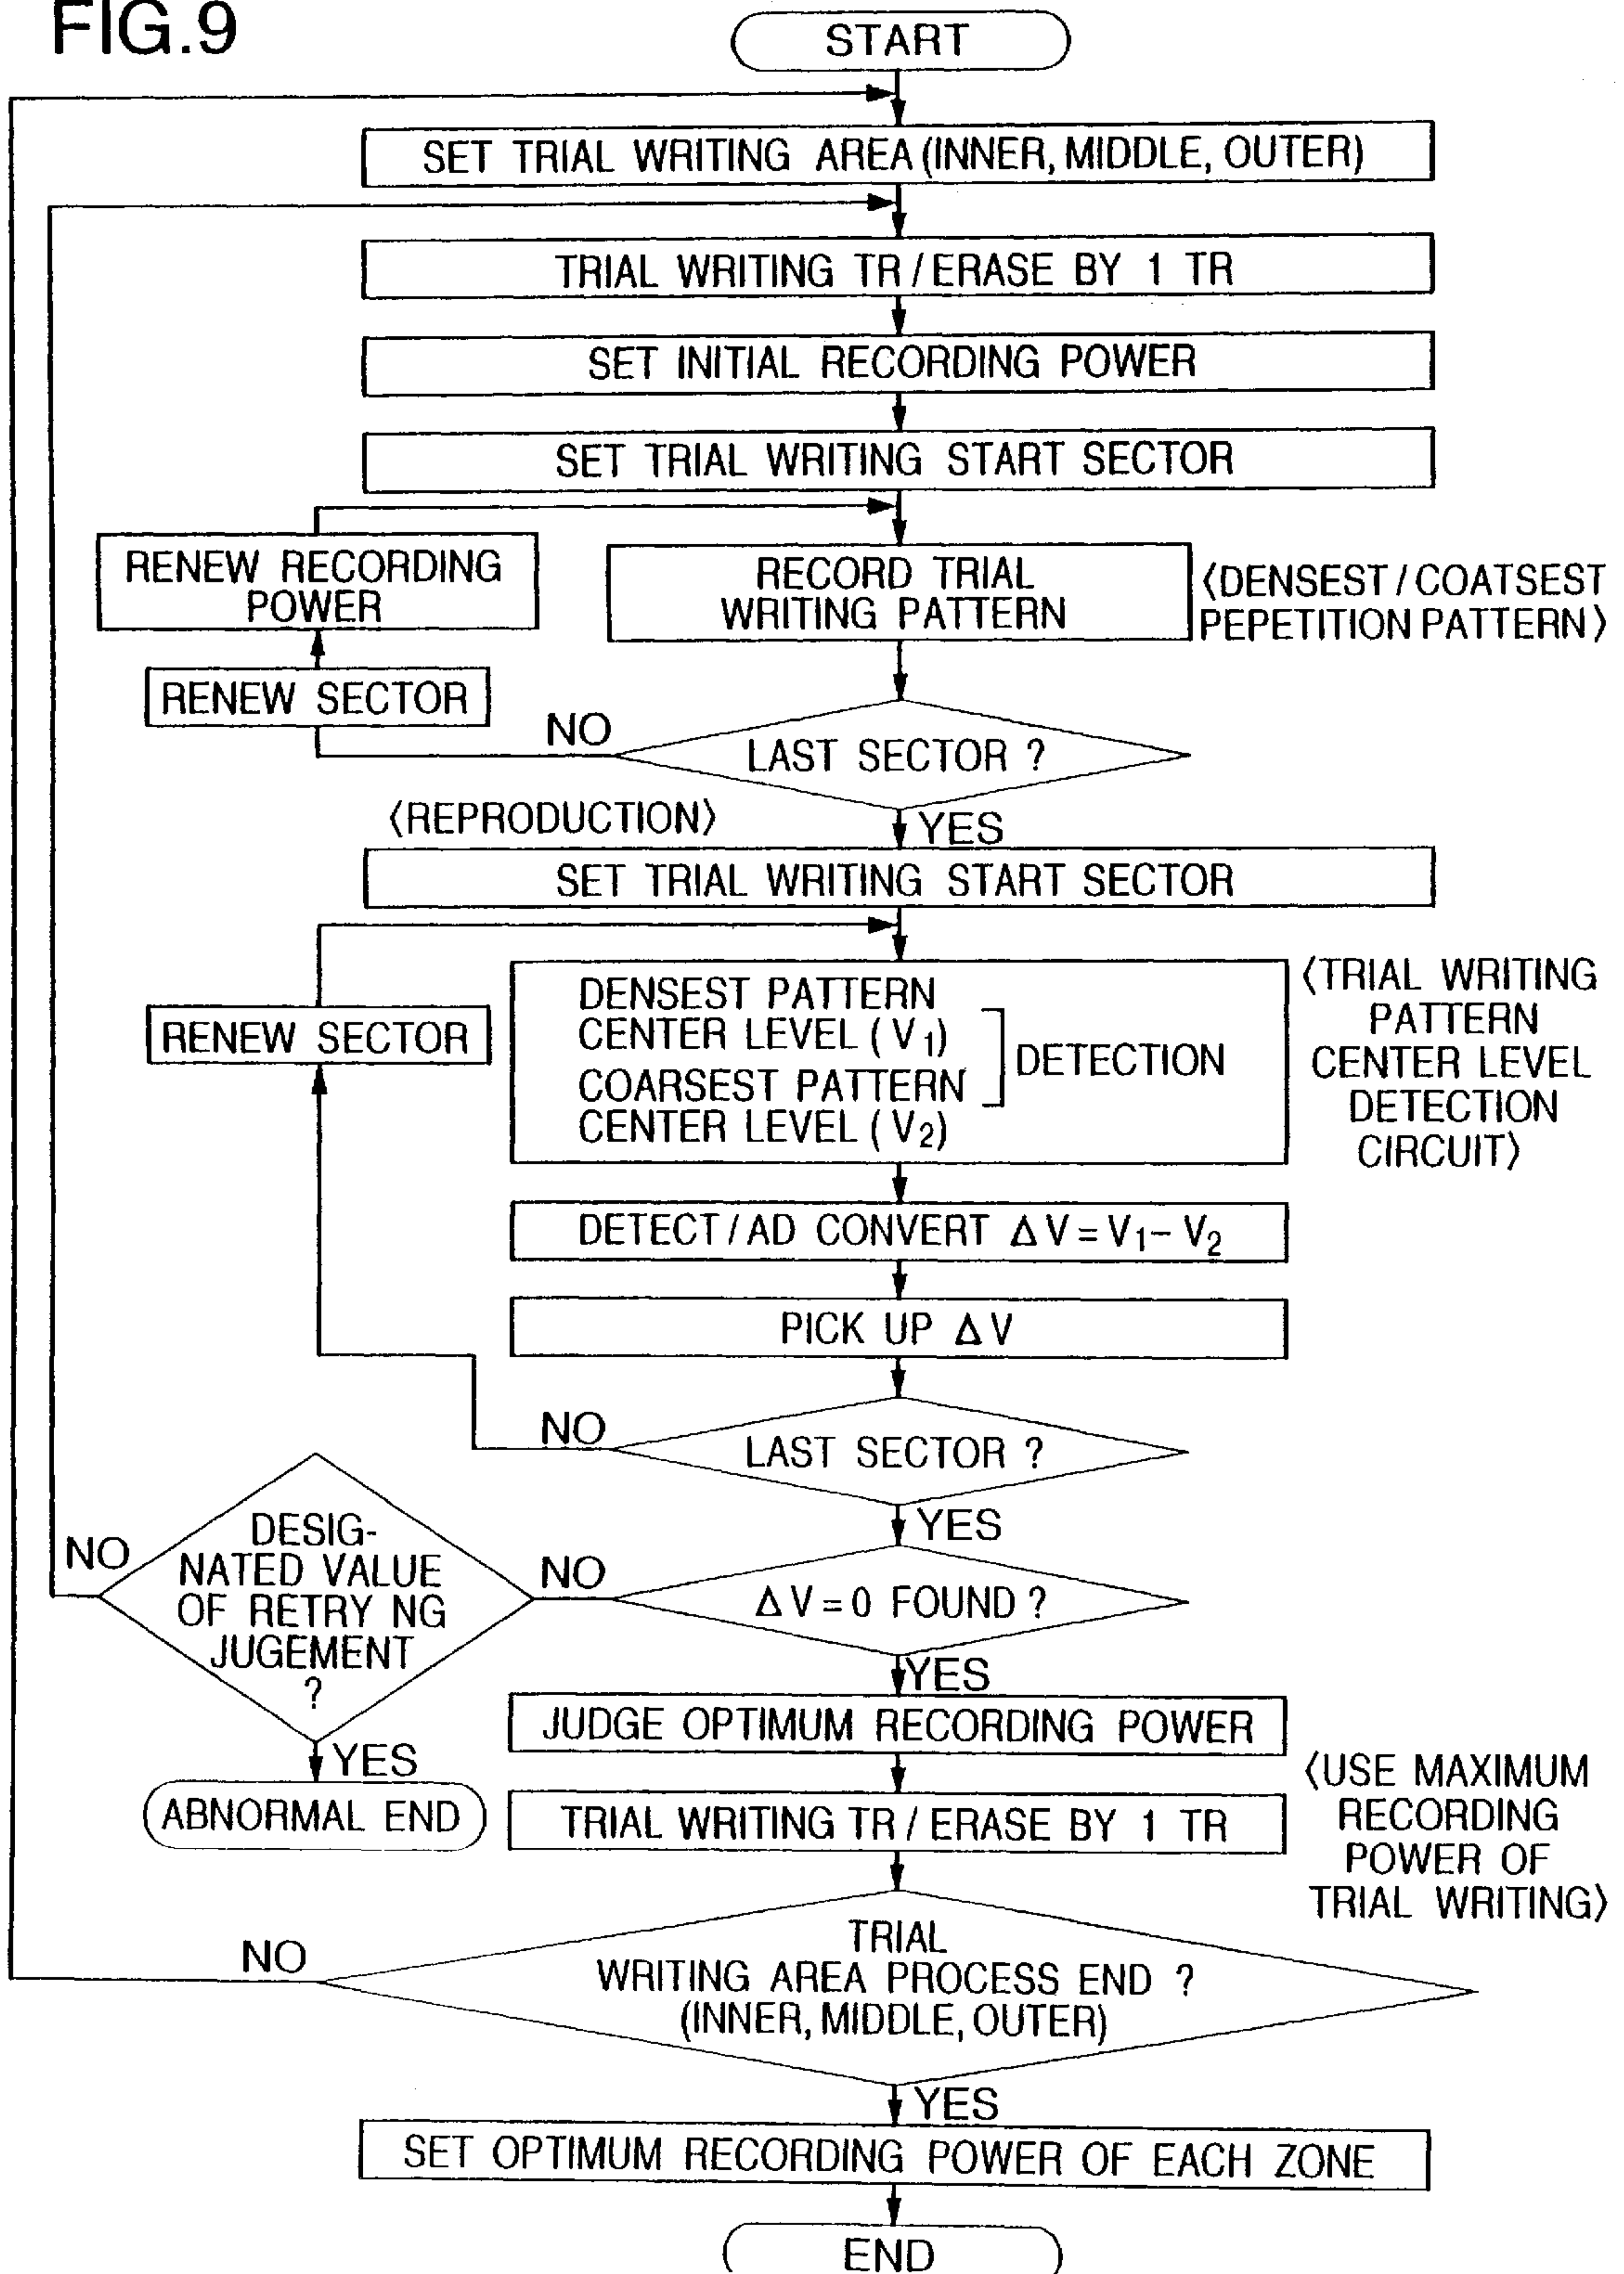 FIG.9
START
SET TRIAL WRITING AREA (INNER, MIDDLE, OUTER)
TRIAL WRITING TR / ERASE BY 1 TR
SET INITIAL RECORDING POWER
SET TRIAL WRITING START SECTOR
RENEW RECORDING
POWER
RECORD TRIAL
WRITING PATTERN
〈DENSEST / COATSEST
PEPETITION PATTERN〉
RENEW SECTOR
NO
LAST SECTOR ?
〈REPRODUCTION〉
YES
SET TRIAL WRITING START SECTOR
RENEW SECTOR
DENSEST PATTERN
CENTER LEVEL (V1)
COARSEST PATTERN
CENTER LEVEL (V2)
DETECTION
〈TRIAL WRITING
PATTERN
CENTER LEVEL
DETECTION
CIRCUIT〉
DETECT / AD CONVERT ΔV = V1 – V2
PICK UP ΔV
NO
LAST SECTOR ?
YES
NO
DESIG-
NATED VALUE
OF RETRY NG
JUGEMENT
?
NO
ΔV = 0 FOUND ?
YES
YES
JUDGE OPTIMUM RECORDING POWER
ABNORMAL END
TRIAL WRITING TR / ERASE BY 1 TR
〈USE MAXIMUM
RECORDING
POWER OF
TRIAL WRITING〉
NO
TRIAL
WRITING AREA PROCESS END ?
(INNER, MIDDLE, OUTER)
YES
SET OPTIMUM RECORDING POWER OF EACH ZONE
END